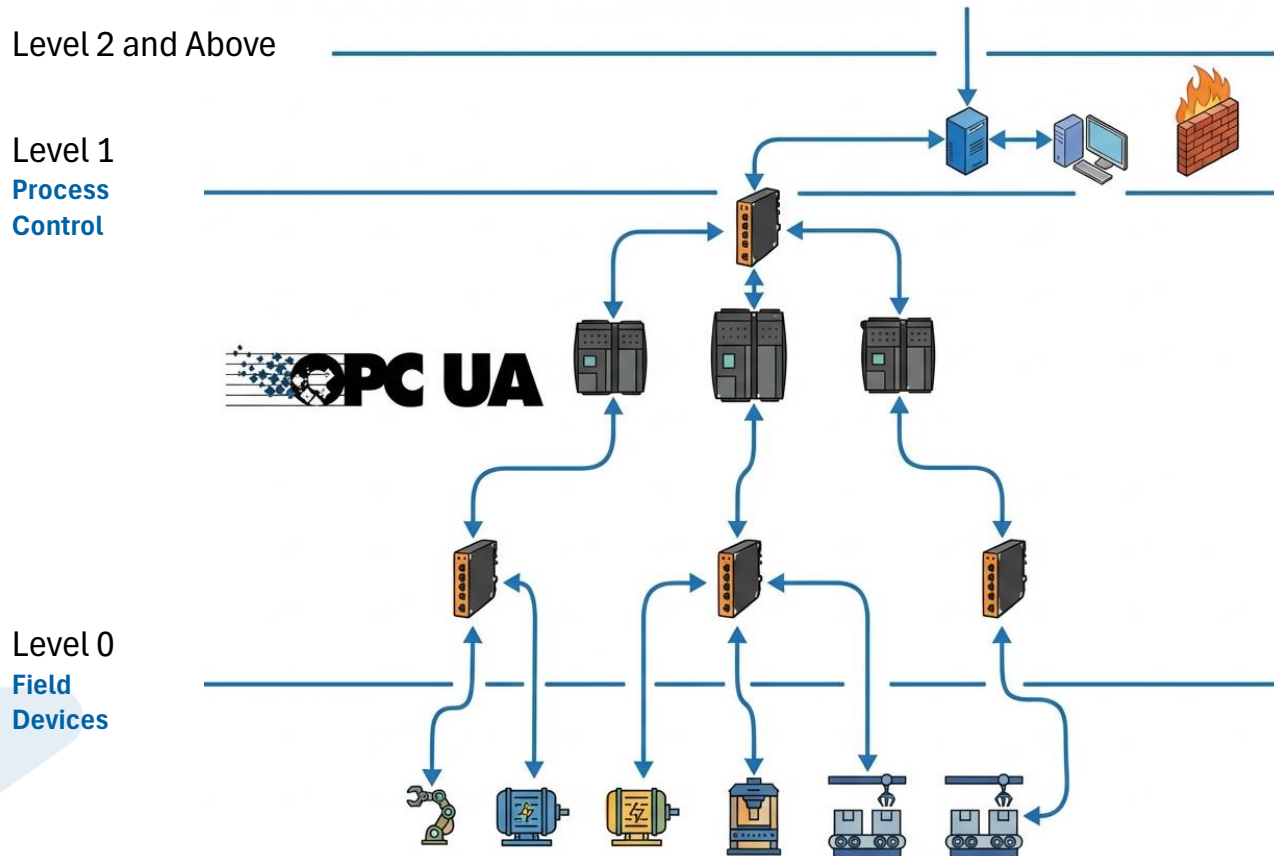 Level 2 and Above
Level 1
Process
Control
OPC UA
Level 0
Field
Devices